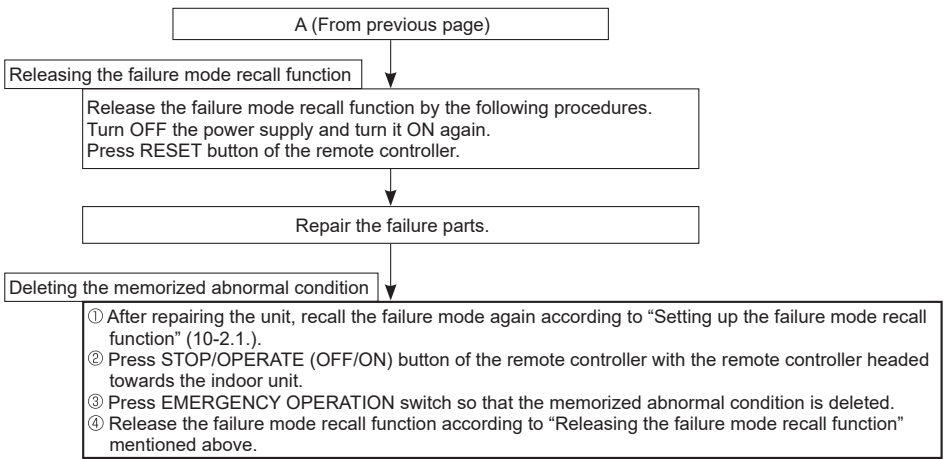 A (From previous page)
Releasing the failure mode recall function
Release the failure mode recall function by the following procedures.
Turn OFF the power supply and turn it ON again.
Press RESET button of the remote controller.
Repair the failure parts.
Deleting the memorized abnormal condition
① After repairing the unit, recall the failure mode again according to “Setting up the failure mode recall
function” (10-2.1.).
② Press STOP/OPERATE (OFF/ON) button of the remote controller with the remote controller headed
towards the indoor unit.
③ Press EMERGENCY OPERATION switch so that the memorized abnormal condition is deleted.
④ Release the failure mode recall function according to “Releasing the failure mode recall function”
mentioned above.